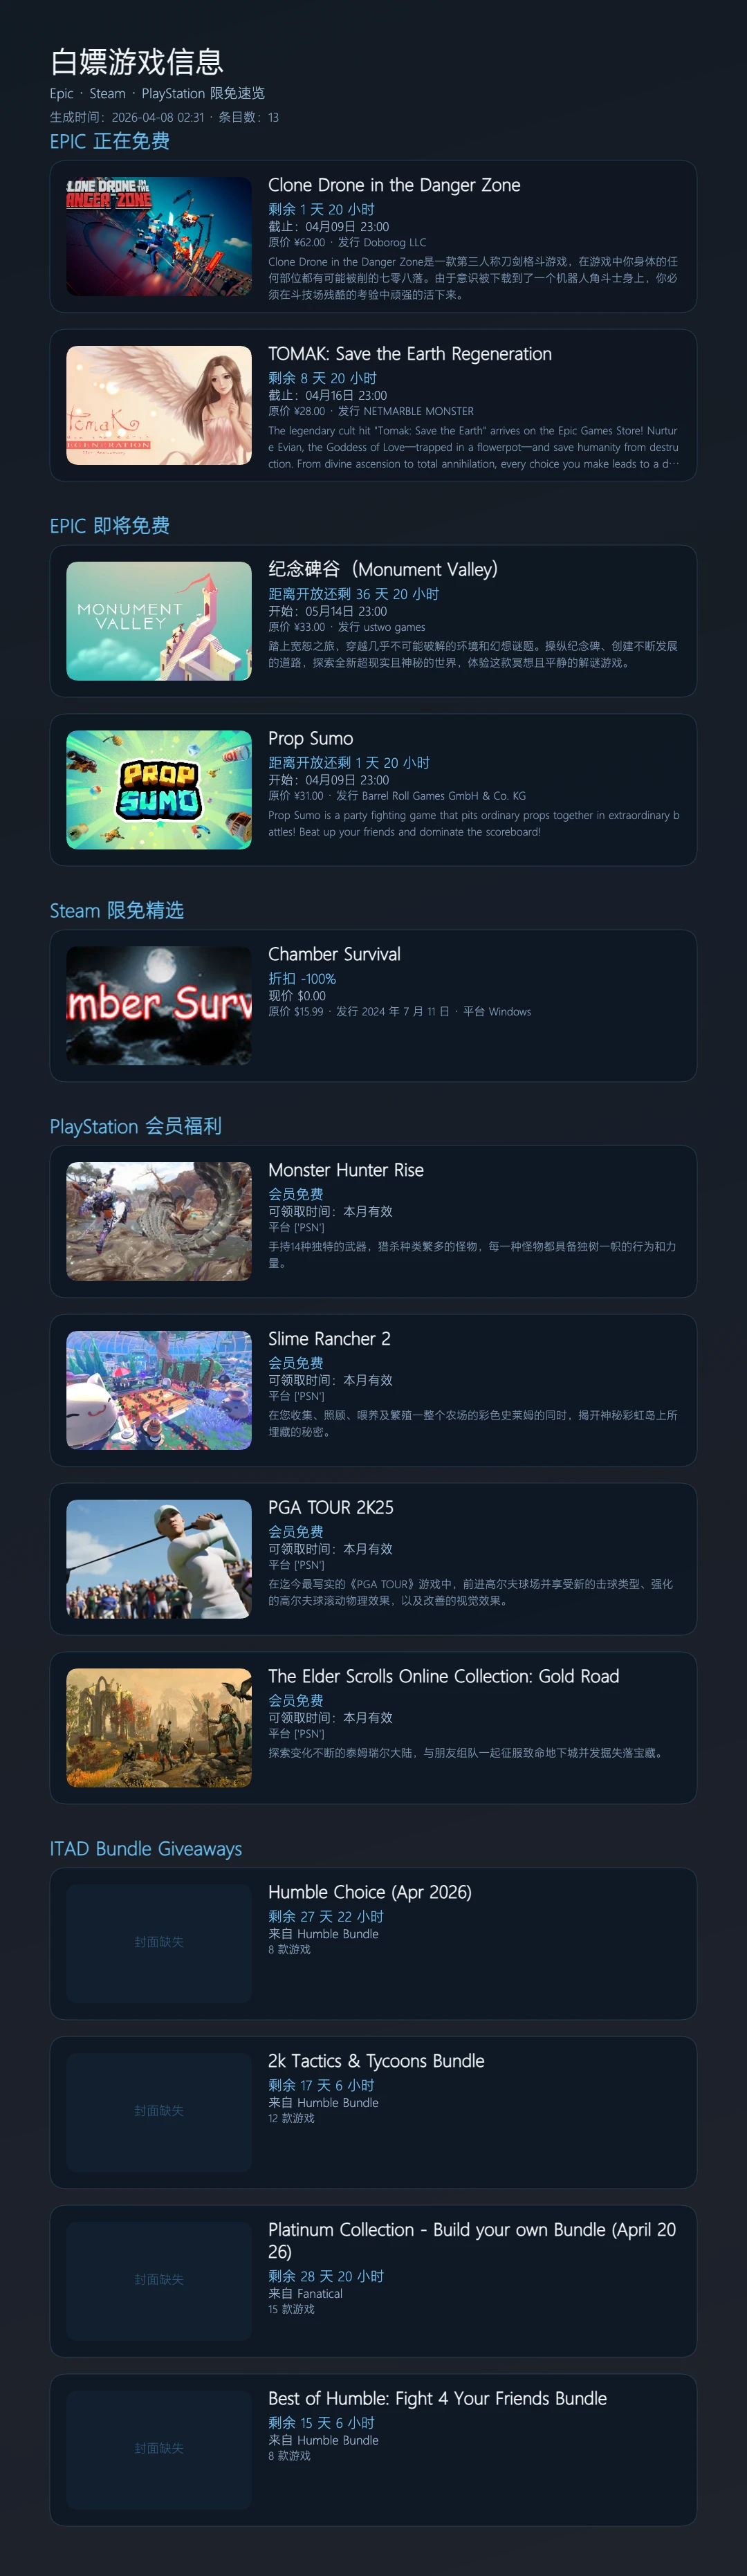 白嫖游戏信息
Epic · Steam · PlayStation 限免速览
生成时间：2026-04-08 02:31 · 条目数：13
EPIC 正在免费
CLONE DRONE IN THE
DANGER ZONE
Clone Drone in the Danger Zone
剩余 1 天 20 小时
截止：04月09日 23:00
原价 ¥62.00 · 发行 Doborog LLC
Clone Drone in the Danger Zone是一款第三人称刀剑格斗游戏，在游戏中你身体的任
何部位都有可能被削的七零八落。由于意识被下载到了一个机器人角斗士身上，你必
须在斗技场残酷的考验中顽强的活下来。
TomaK
REGENERATION
TOMAK: Save the Earth Regeneration
剩余 8 天 20 小时
截止：04月16日 23:00
原价 ¥28.00 · 发行 NETMARBLE MONSTER
The legendary cult hit "Tomak: Save the Earth" arrives on the Epic Games Store! Nurtur
e Evian, the Goddess of Love—trapped in a flowerpot—and save humanity from destru
ction. From divine ascension to total annihilation, every choice you make leads to a d…
EPIC 即将免费
MONUMENT
VALLEY
纪念碑谷（Monument Valley）
距离开放还剩 36 天 20 小时
开始：05月14日 23:00
原价 ¥33.00 · 发行 ustwo games
踏上宽恕之旅，穿越几乎不可能破解的环境和幻想谜题。操纵纪念碑、创建不断发展
的道路，探索全新超现实且神秘的世界，体验这款冥想且平静的解谜游戏。
PROP
SUMO
Prop Sumo
距离开放还剩 1 天 20 小时
开始：04月09日 23:00
原价 ¥31.00 · 发行 Barrel Roll Games GmbH & Co. KG
Prop Sumo is a party fighting game that pits ordinary props together in extraordinary b
attles! Beat up your friends and dominate the scoreboard!
Steam 限免精选
mber Surv
Chamber Survival
折扣 -100%
现价 $0.00
原价 $15.99 · 发行 2024 年 7 月 11 日 · 平台 Windows
PlayStation 会员福利
Monster Hunter Rise
会员免费
可领取时间：本月有效
平台 ['PSN']
手持14种独特的武器，猎杀种类繁多的怪物，每一种怪物都具备独树一帜的行为和力
量。
Slime Rancher 2
会员免费
可领取时间：本月有效
平台 ['PSN']
在您收集、照顾、喂养及繁殖一整个农场的彩色史莱姆的同时，揭开神秘彩虹岛上所
埋藏的秘密。
PGA TOUR 2K25
会员免费
可领取时间：本月有效
平台 ['PSN']
在迄今最写实的《PGA TOUR》游戏中，前进高尔夫球场并享受新的击球类型、强化
的高尔夫球滚动物理效果，以及改善的视觉效果。
The Elder Scrolls Online Collection: Gold Road
会员免费
可领取时间：本月有效
平台 ['PSN']
探索变化不断的泰姆瑞尔大陆，与朋友组队一起征服致命地下城并发掘失落宝藏。
ITAD Bundle Giveaways
封面缺失
Humble Choice (Apr 2026)
剩余 27 天 22 小时
来自 Humble Bundle
8 款游戏
封面缺失
2k Tactics & Tycoons Bundle
剩余 17 天 6 小时
来自 Humble Bundle
12 款游戏
封面缺失
Platinum Collection - Build your own Bundle (April 20
26)
剩余 28 天 20 小时
来自 Fanatical
15 款游戏
封面缺失
Best of Humble: Fight 4 Your Friends Bundle
剩余 15 天 6 小时
来自 Humble Bundle
8 款游戏